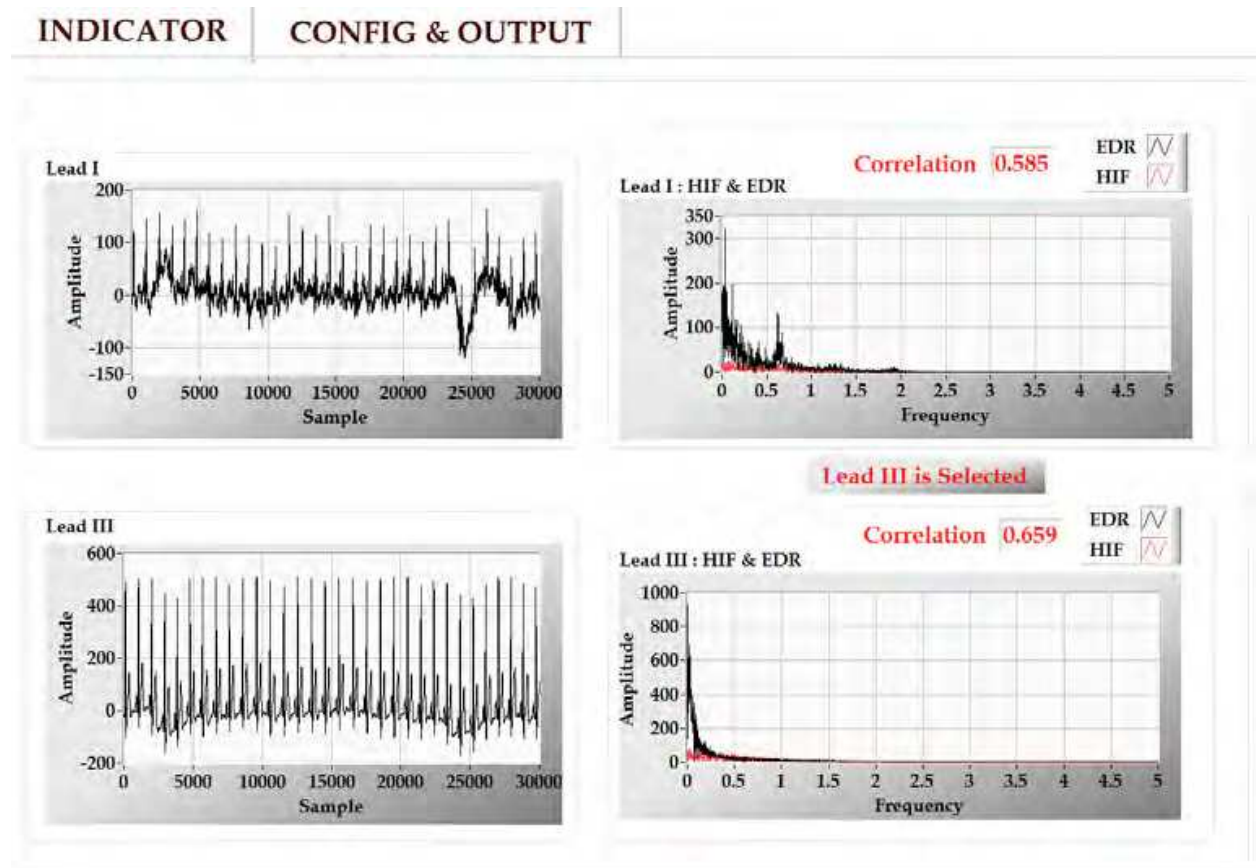 INDICATOR
CONFIG & OUTPUT
Lead I
200
100
0
-100
-150
Amplitude
0 5000 10000 15000 20000 25000 30000
Sample
Correlation 0.585
EDR
HIF
Lead I : HIF & EDR
350
300
200
100
0
Amplitude
0 0.5 1 1.5 2 2.5 3 3.5 4 4.5 5
Frequency
Lead III is Selected
Lead III
600
400
200
0
-200
Amplitude
0 5000 10000 15000 20000 25000 30000
Sample
Correlation 0.659
EDR
HIF
Lead III : HIF & EDR
1000
800
600
400
200
0
Amplitude
0 0.5 1 1.5 2 2.5 3 3.5 4 4.5 5
Frequency